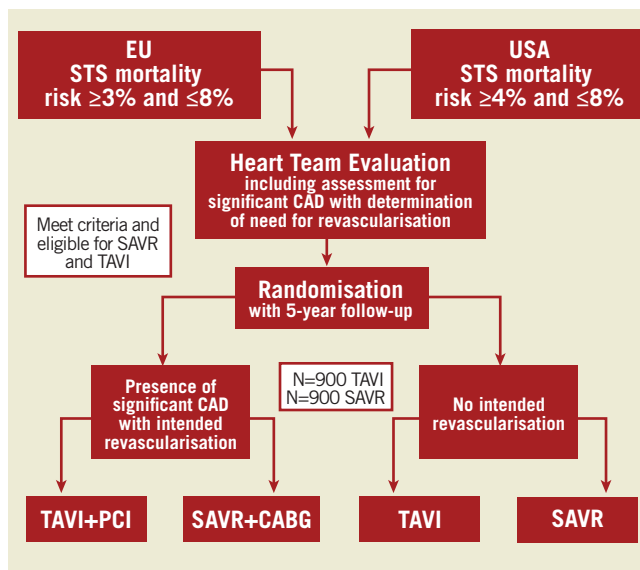 EU
STS mortality
risk ≥3% and ≤8%
USA
STS mortality
risk ≥4% and ≤8%
Heart Team Evaluation
including assessment for
significant CAD with determination
of need for revascularisation
Meet criteria and
eligible for SAVR
and TAVI
Randomisation
with 5-year follow-up
Presence of
significant CAD
with intended
revascularisation
N=900 TAVI
N=900 SAVR
No intended
revascularisation
TAVI+PCI
SAVR+CABG
TAVI
SAVR